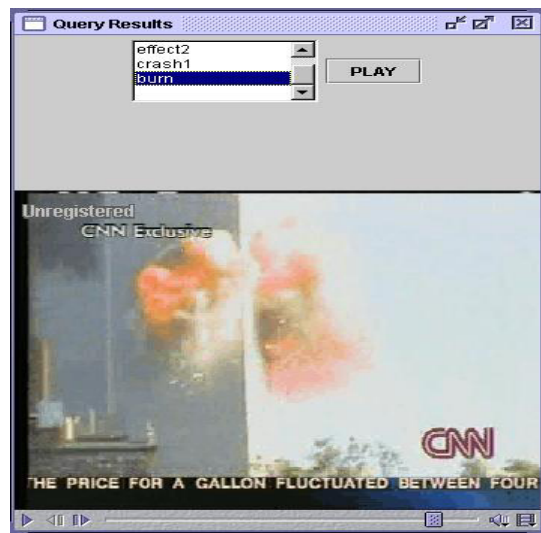 Query Results
effect2
crash1
burn
PLAY
Unregistered
CNN Exclusive
CNN
THE PRICE FOR A GALLON FLUCTUATED BETWEEN FOUR